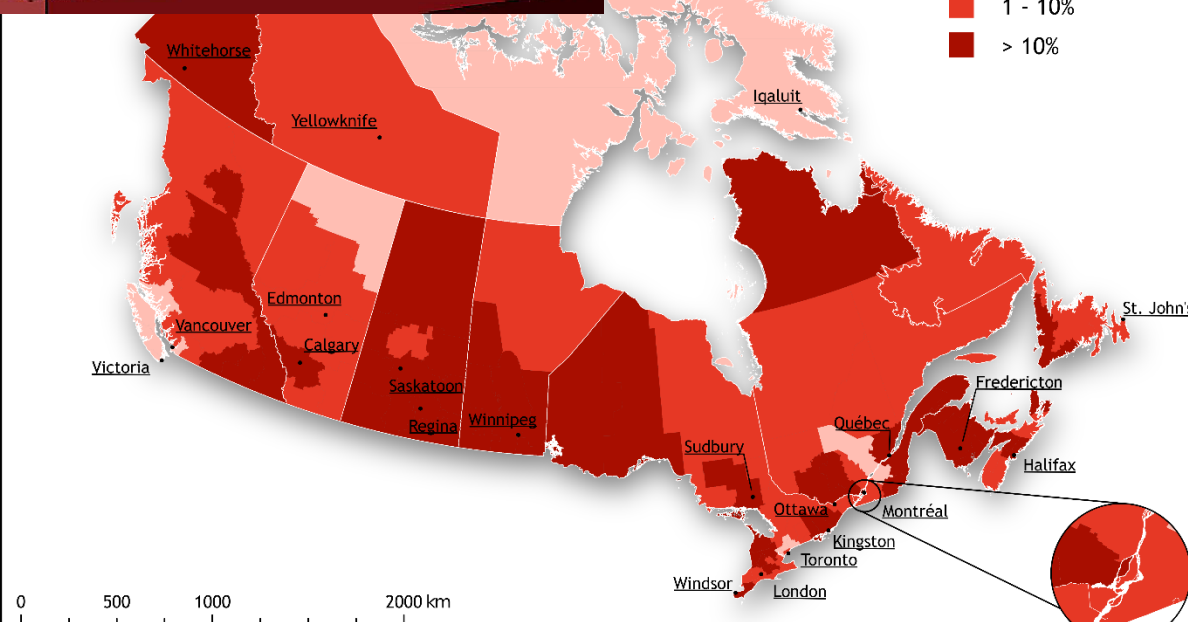 1 - 10%
> 10%
Whitehorse
Iqaluit
Yellowknife
Edmonton
St. John's
Vancouver
Calgary
Victoria
Saskatoon
Fredericton
Regina
Winnipeg
Québec
Sudbury
Halifax
Ottawa
Montréal
Kingston
Toronto
Windsor
London
0 500 1000 2000 km